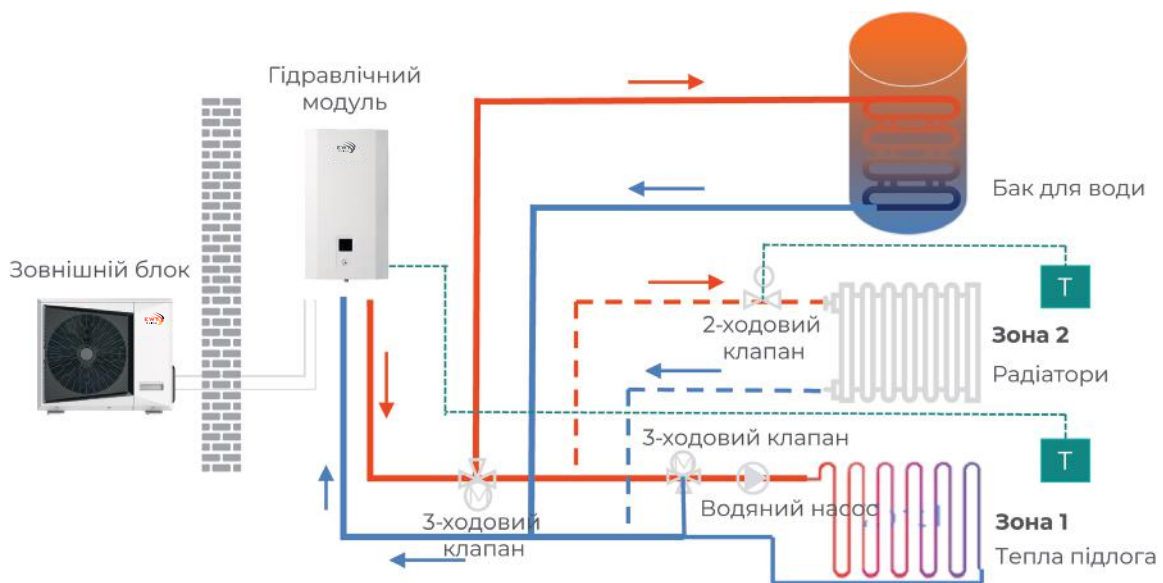 Гідравлічний
модуль
Зовнішній блок
Бак для води
T
2-ходовий
клапан
Зона 2
Радіатори
3-ходовий клапан
T
Водяний насос
M
M
3-ходовий
клапан
Зона 1
Тепла підлога